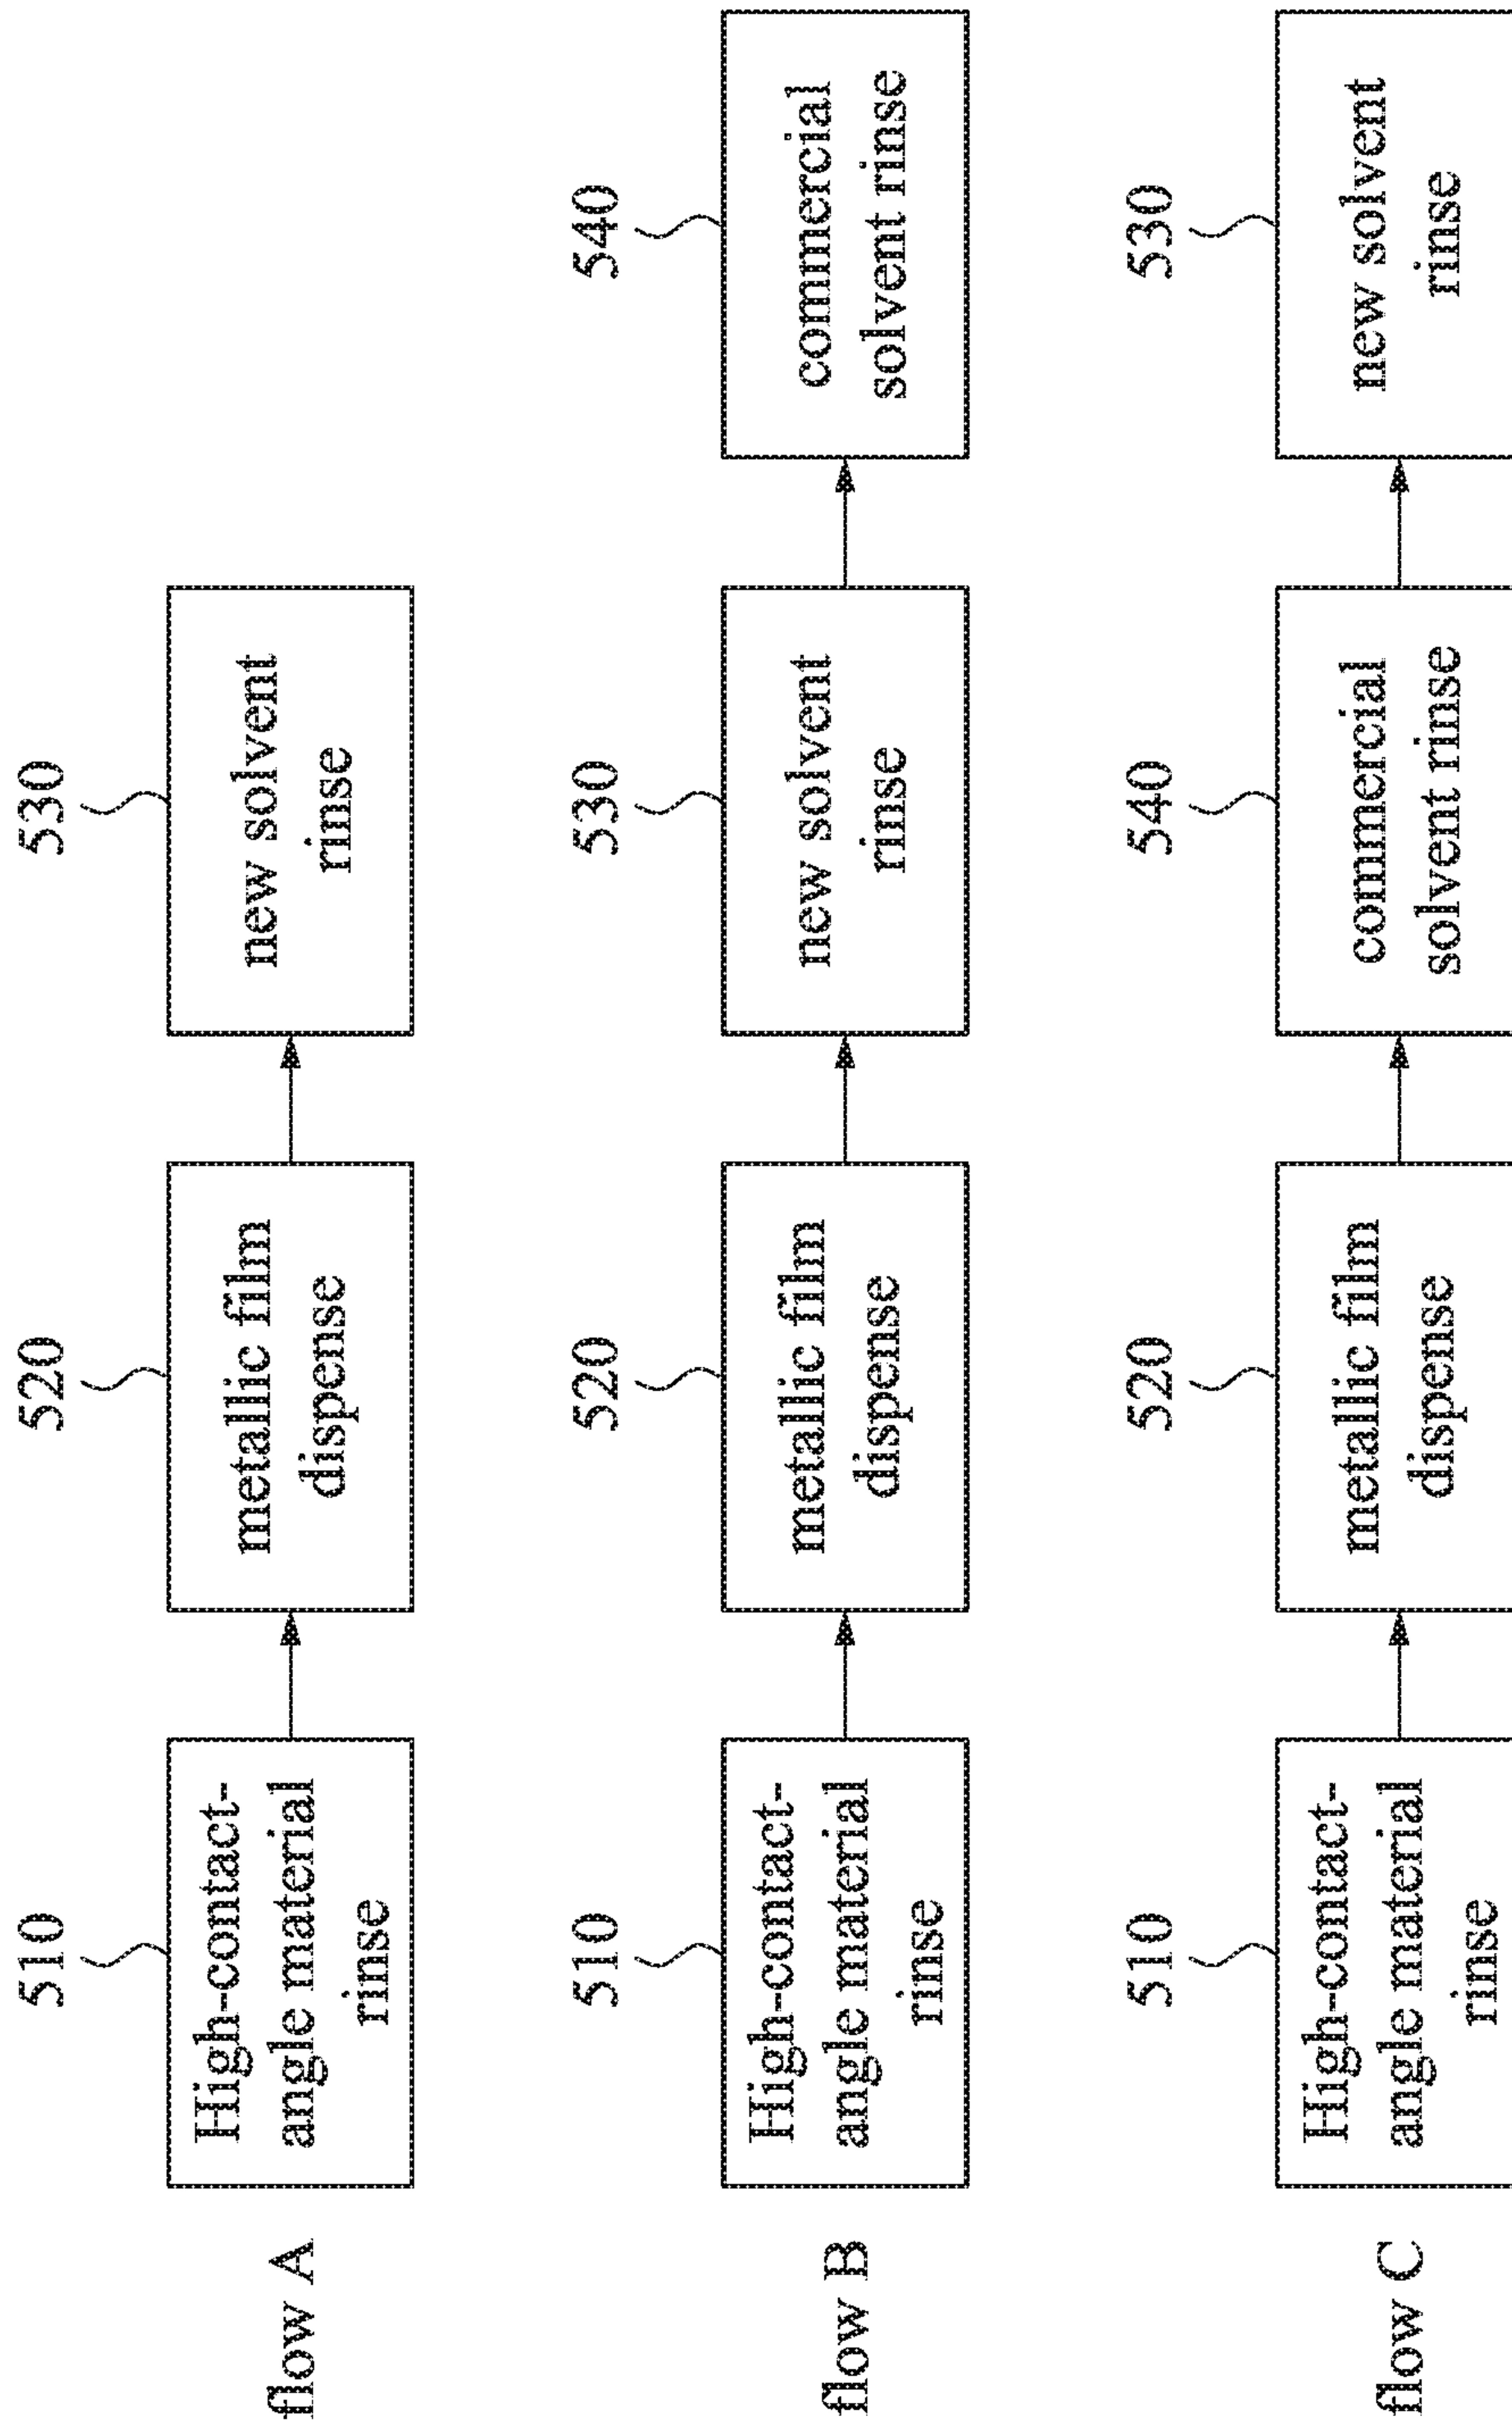 flow A
510
High-contact-
angle material
rinse
520
metallic film
dispense
530
new solvent
rinse
flow B
510
High-contact-
angle material
rinse
520
metallic film
dispense
530
new solvent
rinse
540
commercial
solvent rinse
flow C
510
High-contact-
angle material
rinse
520
metallic film
dispense
540
commercial
solvent rinse
530
new solvent
rinse